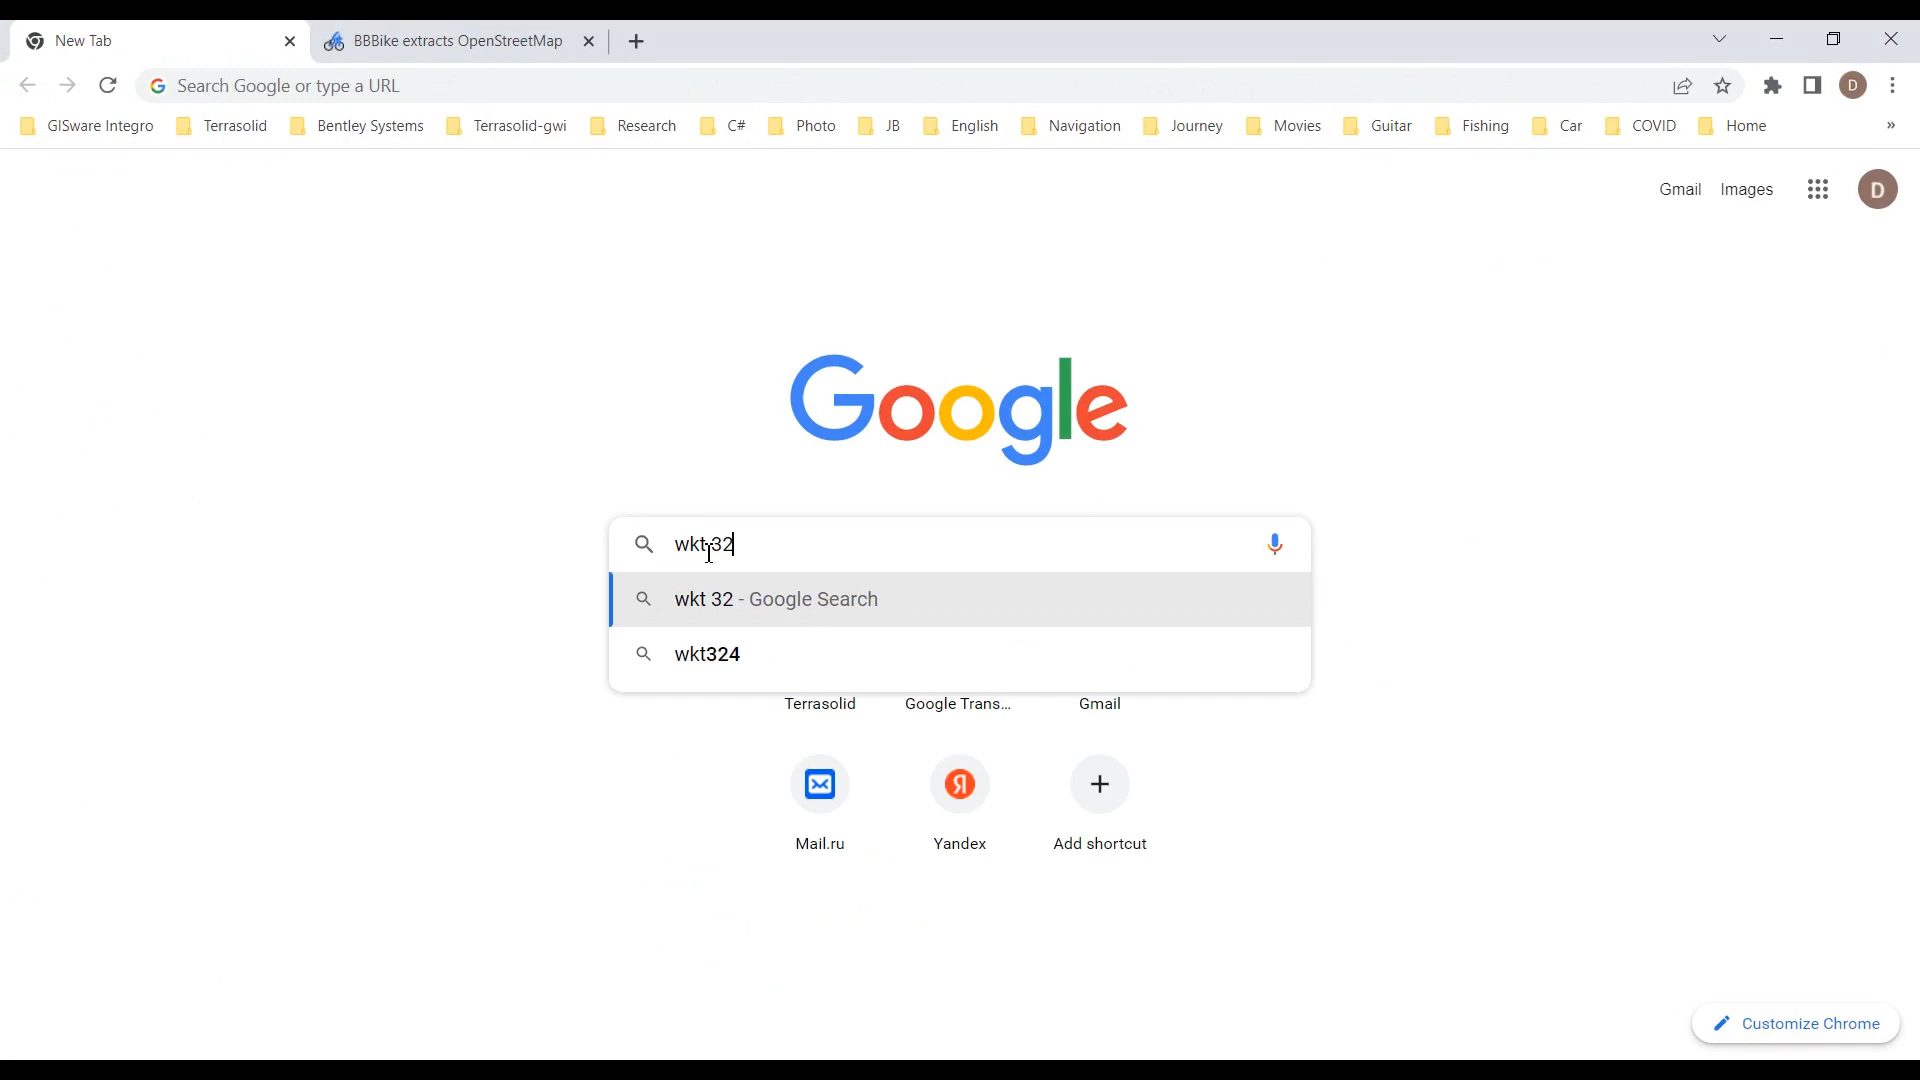 New Tab
BBBike extracts OpenStreetMap
Search Google or type a URL
D
GISware Integro
Terrasolid
Bentley Systems
Terrasolid-gwi
Research
C#
Photo
JB
English
Navigation
Journey
Movies
Guitar
Fishing
Car
COVID
Home
»
Gmail
Images
D
Google
wkt 32
wkt 32 - Google Search
wkt324
Terrasolid
Google Trans...
Gmail
Я
Mail.ru
Yandex
Add shortcut
Customize Chrome